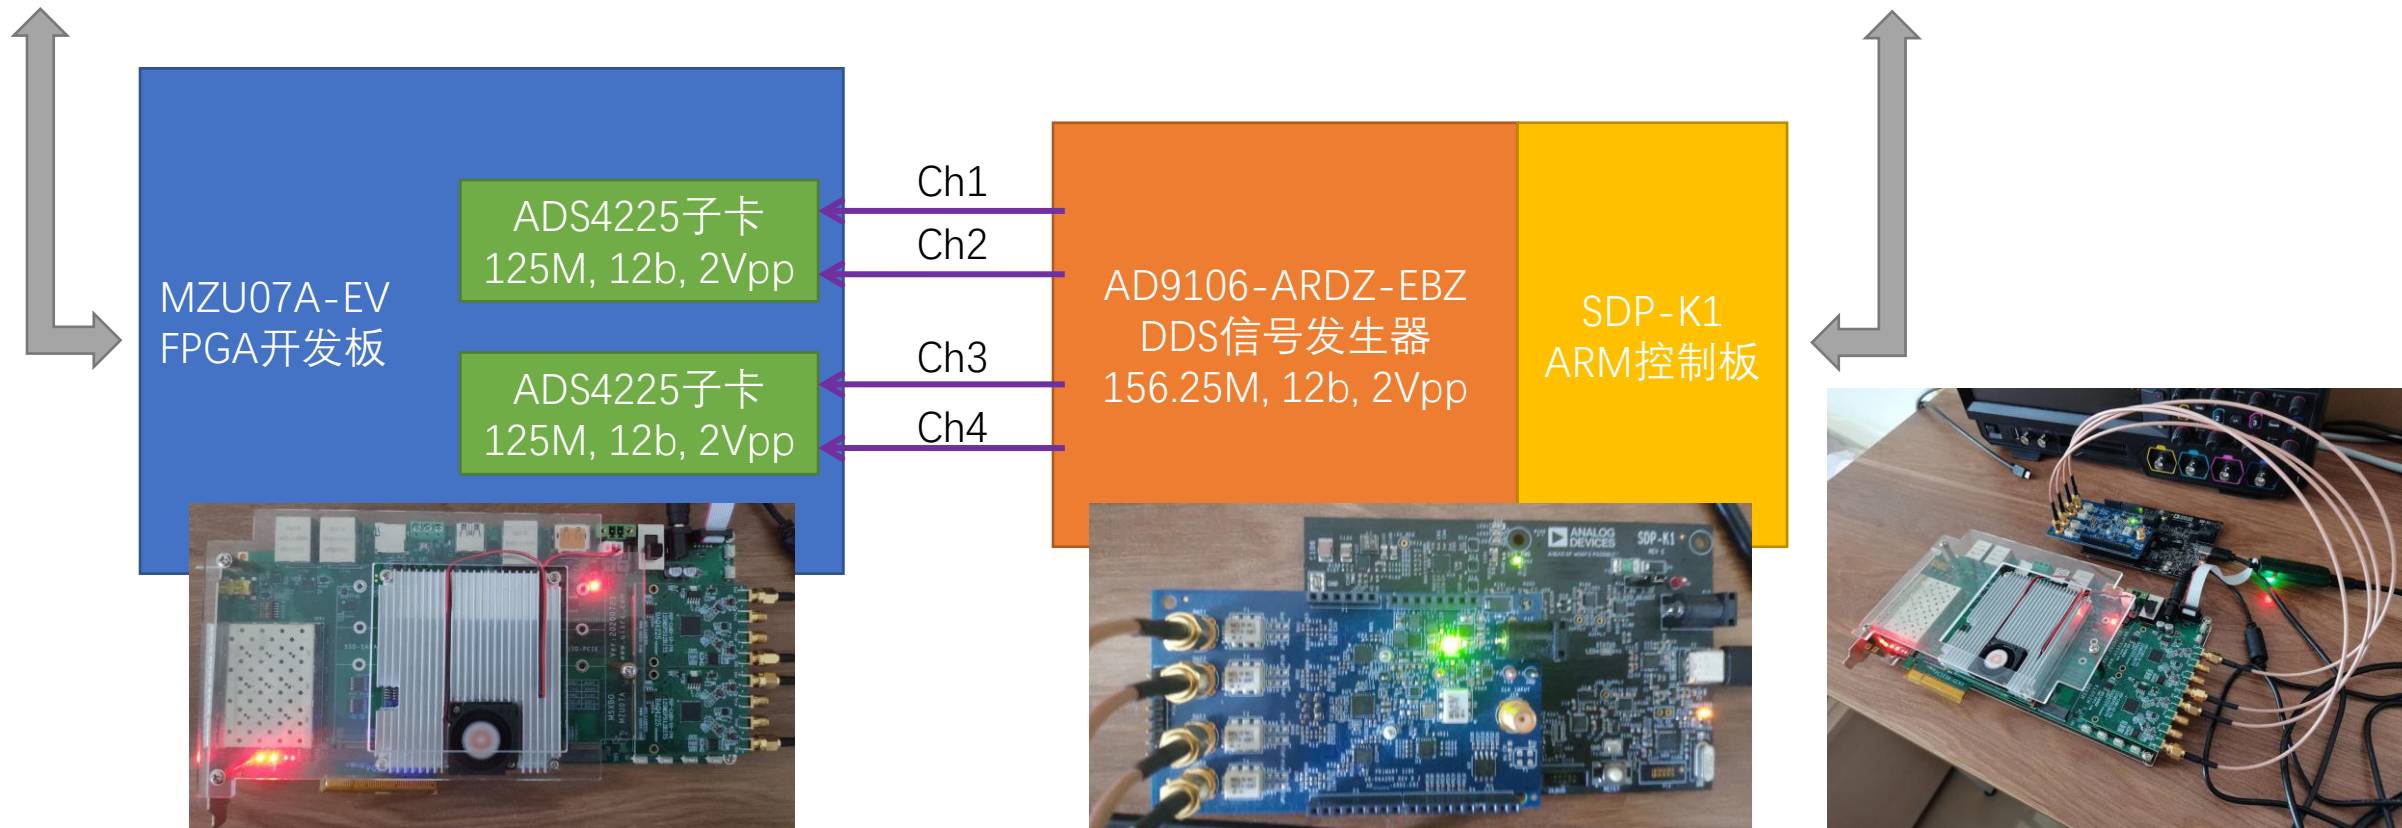 MZU07A-EV
FPGA开发板
ADS4225子卡
125M, 12b, 2Vpp
ADS4225子卡
125M, 12b, 2Vpp
Ch1
Ch2
Ch3
Ch4
AD9106-ARDZ-EBZ
DDS信号发生器
156.25M, 12b, 2Vpp
SDP-K1
ARM控制板
ANALOG
DEVICES
SDP-K1
MZU07A